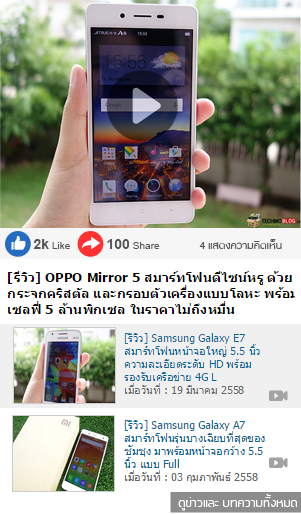 15:55
TECHMOBLOG
2k Like
100 Share
4 แสดงความคิดเห็น
[รีวิว] OPPO Mirror 5 สมาร์ทโฟนดีไซน์หรู ด้วย
กระจกคริสตัล และกรอบตัวเครื่องแบบโลหะ พร้อม
เซลฟี่ 5 ล้านพิกเซล ในราคาไม่ถึงหมื่น
[รีวิว] Samsung Galaxy E7
สมาร์ทโฟนหน้าจอใหญ่ 5.5 นิ้ว
ความละเอียดระดับ HD พร้อม
รองรับเครือข่าย 4G L
เมื่อวันที่ : 19 มีนาคม 2558
[รีวิว] Samsung Galaxy A7
สมาร์ทโฟนรุ่นบางเฉียบที่สุดของ
ซัมซุง มาพร้อมหน้าจอกว้าง 5.5
นิ้ว แบบ Full
เมื่อวันที่ : 03 กุมภาพันธ์ 2558
ดูข่าวและ บทความทั้งหมด